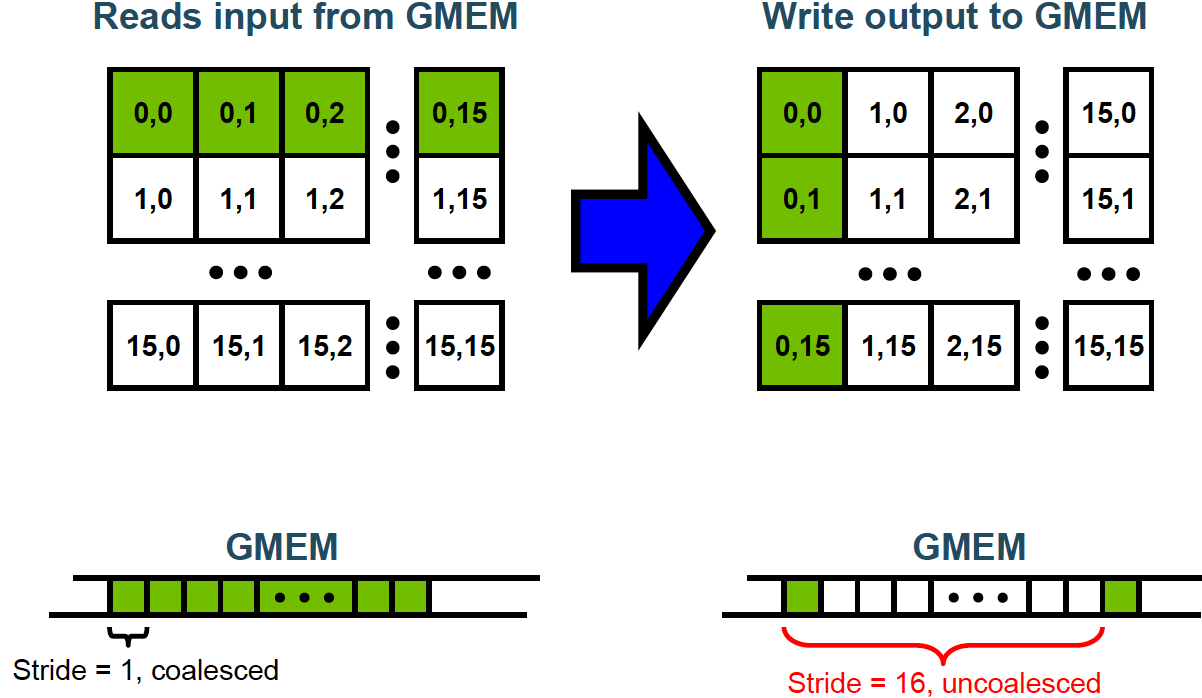 Reads input from GMEM
Write output to GMEM
0,0 0,1 0,2 0,15
1,0 1,1 1,2 1,15
15,0 15,1 15,2 15,15
0,0 1,0 2,0 15,0
0,1 1,1 2,1 15,1
0,15 1,15 2,15 15,15
GMEM
Stride = 1, coalesced
GMEM
Stride = 16, uncoalesced